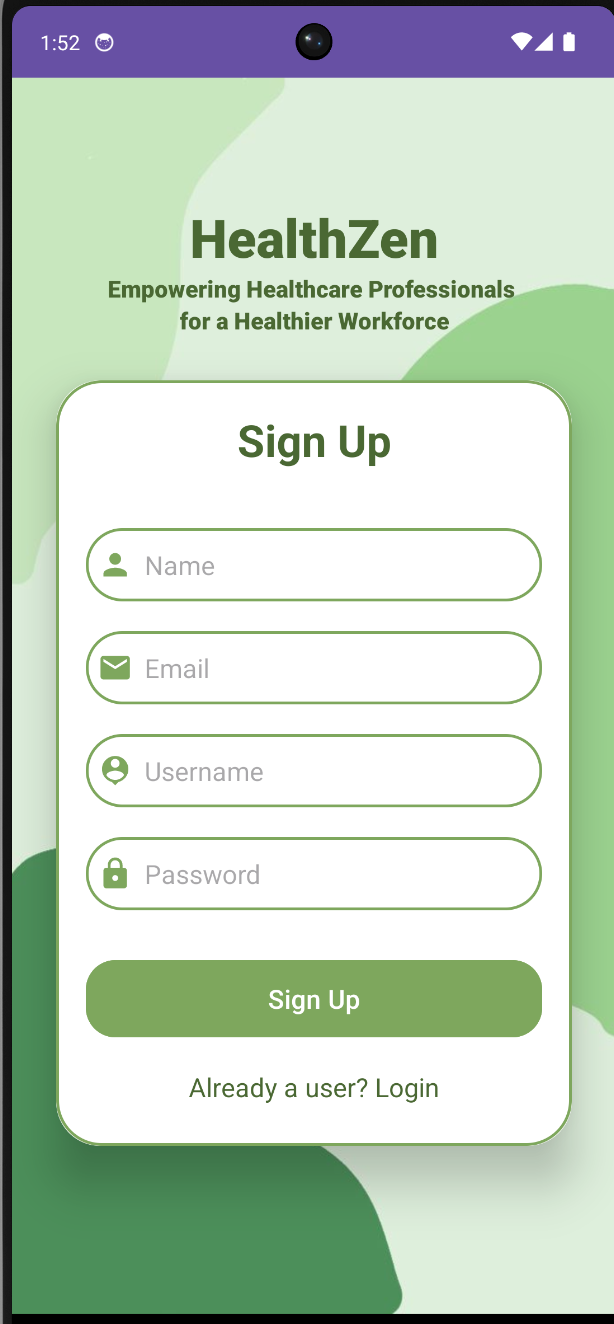 1:52
HealthZen
Empowering Healthcare Professionals
for a Healthier Workforce
Sign Up
Name
Email
Username
Password
Sign Up
Already a user? Login